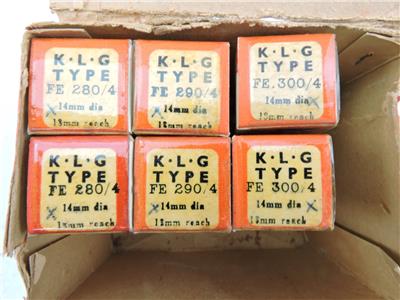 K·L·G
TYPE
FE 280/4
14mm dia
18mm reach
K·L·G
TYPE
FE 290/4
14mm dia
18mm reach
K·L·G
TYPE
FE.300/4
14mm dia
18mm reach
K·L·G
TYPE
FE 280/4
14mm dia
18mm reach
K·L·G
TYPE
FE 290/4
14mm dia
18mm reach
K·L·G
TYPE
FE 300/4
14mm dia
18mm reach